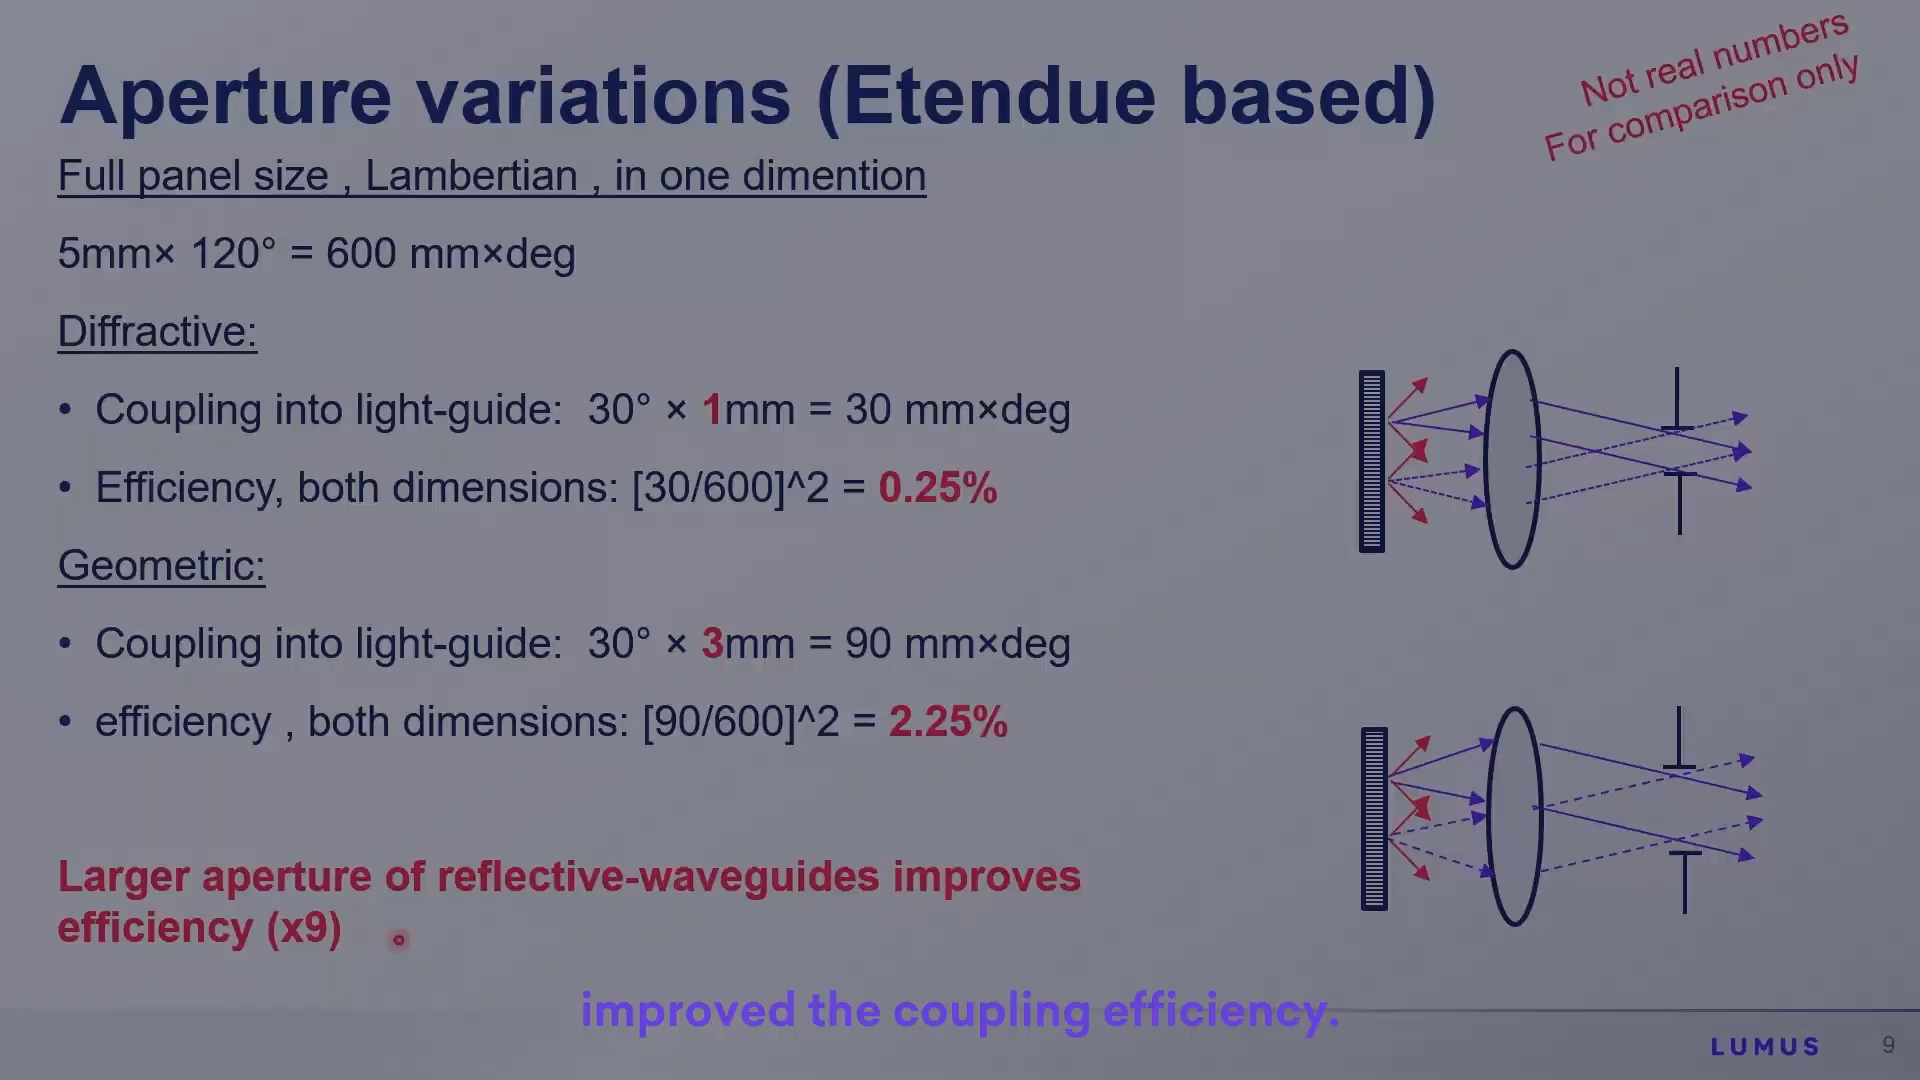 Aperture variations (Etendue based)
Not real numbers
For comparison only
Full panel size , Lambertian , in one dimention
5mm× 120° = 600 mm×deg
Diffractive:
• Coupling into light-guide: 30° × 1mm = 30 mm×deg
• Efficiency, both dimensions: [30/600]^2 = 0.25%
Geometric:
• Coupling into light-guide: 30° × 3mm = 90 mm×deg
• efficiency , both dimensions: [90/600]^2 = 2.25%
Larger aperture of reflective-waveguides improves
efficiency (x9)
improved the coupling efficiency.
LUMUS 9